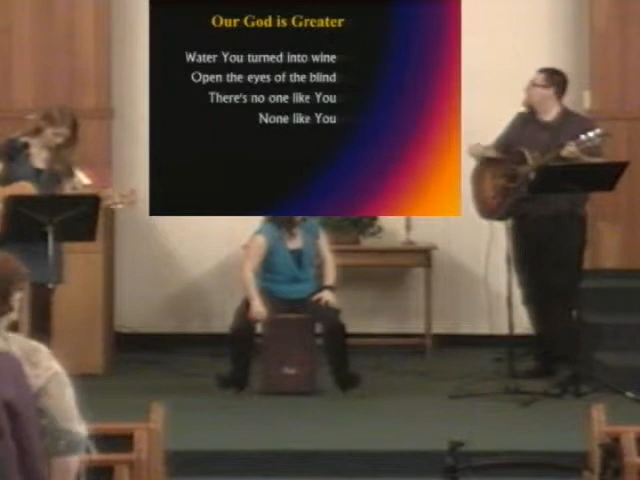 Our God is Greater
Water You turned into wine
Open the eyes of the blind
There's no one like You
None like You